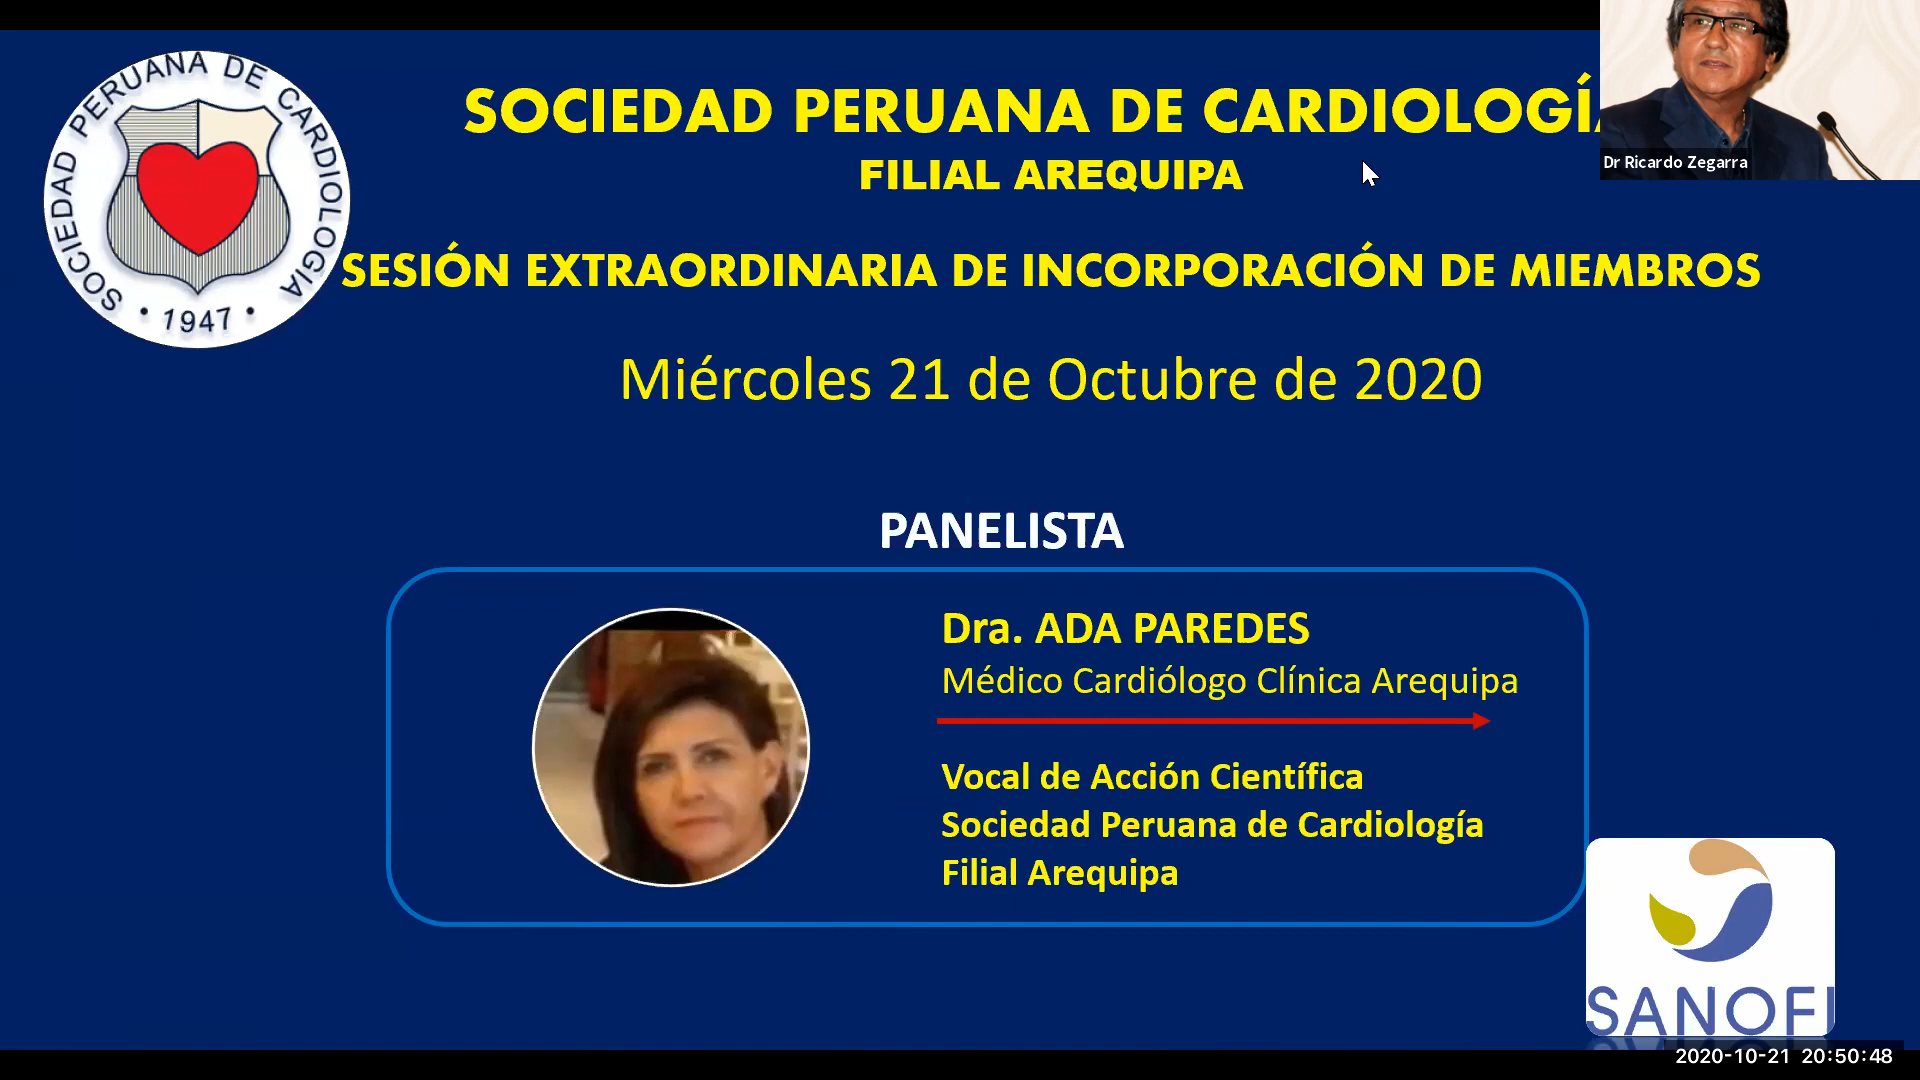 SOCIEDAD PERUANA DE CARDIOLOGIA
• 1947 •
SOCIEDAD PERUANA DE CARDIOLOGÍ
FILIAL AREQUIPA
Dr Ricardo Zegarra
SESIÓN EXTRAORDINARIA DE INCORPORACIÓN DE MIEMBROS
Miércoles 21 de Octubre de 2020
PANELISTA
Dra. ADA PAREDES
Médico Cardiólogo Clínica Arequipa
Vocal de Acción Científica
Sociedad Peruana de Cardiología
Filial Arequipa
SANOFI
2020-10-21 20:50:48